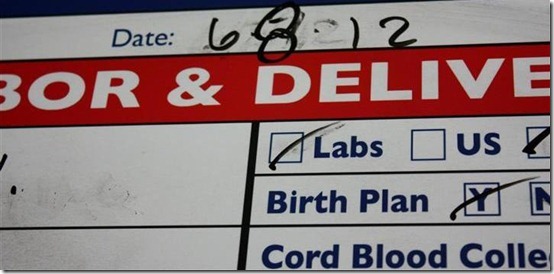 Date: 6 8 12
BOR & DELIVE
Labs US
Birth Plan Y N
Cord Blood Colle